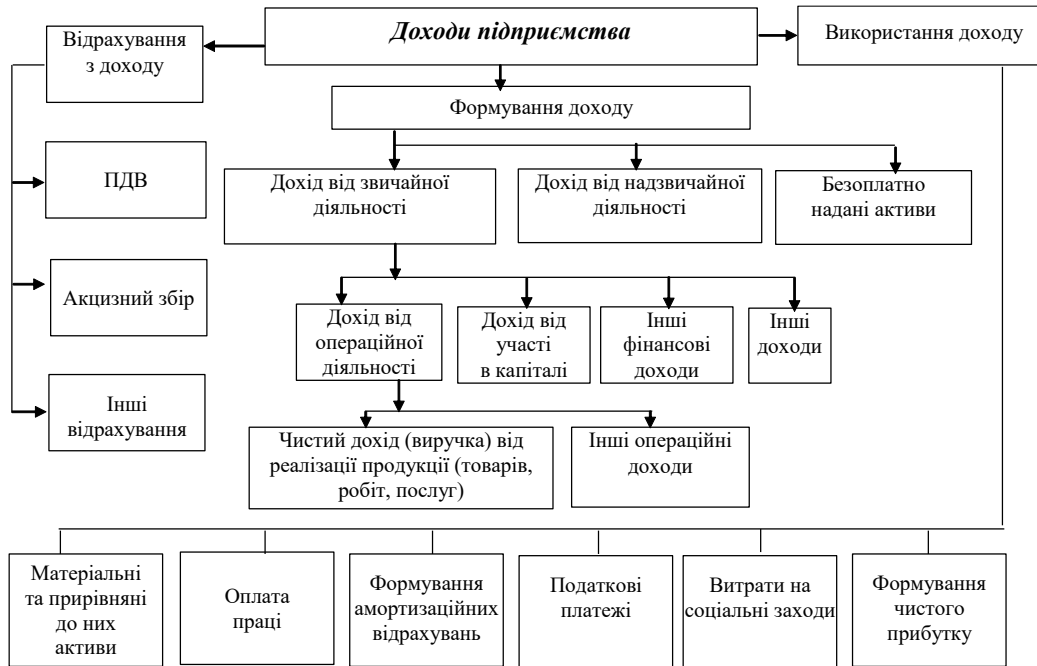 Відрахування
з доходу
Доходи підприємства
Використання доходу
Формування доходу
ПДВ
Дохід від звичайної
діяльності
Дохід від надзвичайної
діяльності
Безоплатно
надані активи
Акцизний збір
Дохід від
операційної
діяльності
Дохід від
участі
в капіталі
Інші
фінансові
доходи
Інші
доходи
Інші
відрахування
Чистий дохід (виручка) від
реалізації продукції (товарів,
робіт, послуг)
Інші операційні
доходи
Матеріальні
та прирівняні
до них
активи
Оплата
праці
Формування
амортизаційних
відрахувань
Податкові
платежі
Витрати на
соціальні заходи
Формування
чистого
прибутку